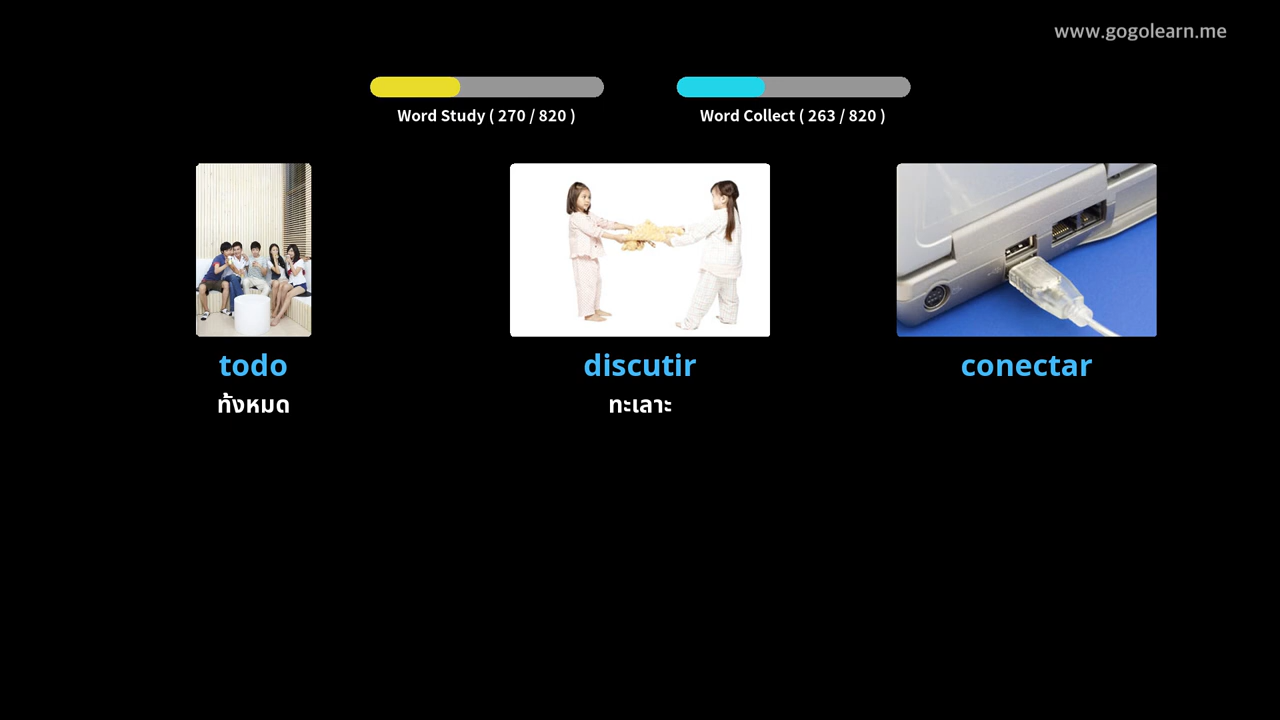 www.gogolearn.me
Word Study ( 270 / 820 )
Word Collect ( 263 / 820 )
todo
discutir
conectar
ทั้งหมด
ทะเลาะ